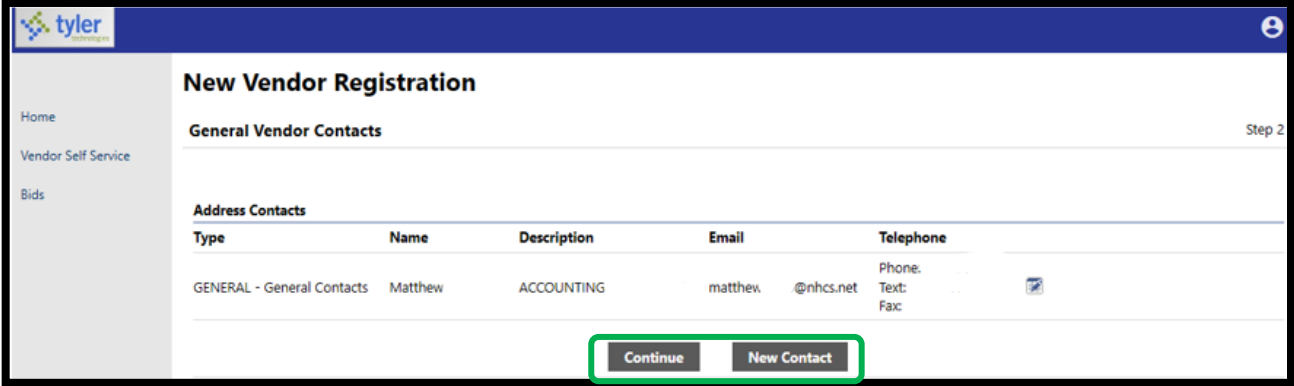 tyler
technologies
New Vendor Registration
Home
General Vendor Contacts Step 2
Vendor Self Service
Bids
Address Contacts
Type Name Description Email Telephone
GENERAL - General Contacts Matthew ACCOUNTING matthew @nhcs.net Phone:
Text:
Fax:
Continue New Contact